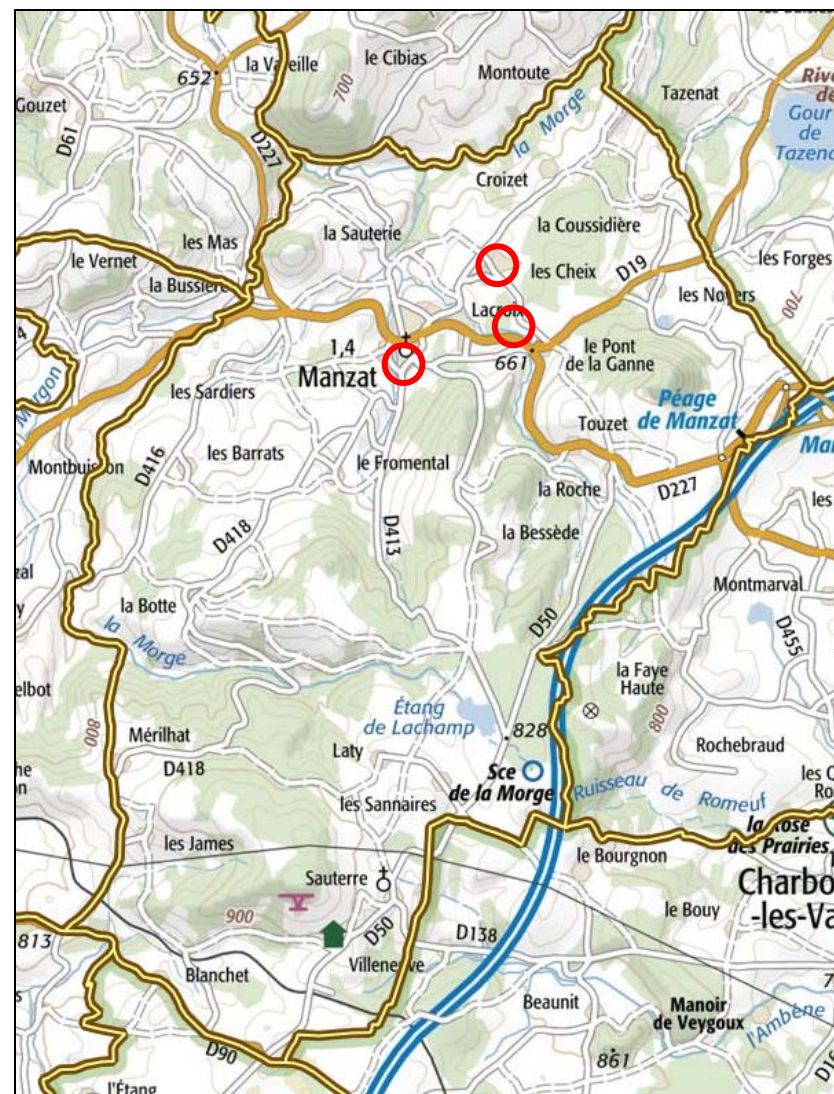 la Vareille
le Cibias
652
700
Montoute
Gouzet
D61
D227
la Morge
Tazenat
Gour
de
Croizet
la Coussidière
la Sauterie
les Mas
le Vernet
les Cheix
D19
les Forges
la Bussière
Lacroix
les Noyers
700
1,4
Manzat
661
le Pont
de la Ganne
les Sardiers
Péage
de Manzat
Touzet
Morgon
D416
les Barrats
le Fromental
Montbuisson
la Roche
D227
les
D418
D413
la Bessède
Montmarval
la Botte
D50
D455
la Morge
la Faye
Haute
800
Étang
de Lachamp
800
828
Mérilhat
Laty
Rochebraud
D418
Sce
de la Morge
Ruisseau de Romeuf
les Sannaires
la Rose
des Prairies
les James
le Bourgnon
Sauterre
Charbo
-les-Va
900
D50
le Bouy
813
D138
Villeneuve
Blanchet
Beaunit
Manoir
de Veygoux
l'Ambène
D90
861
l'Étang